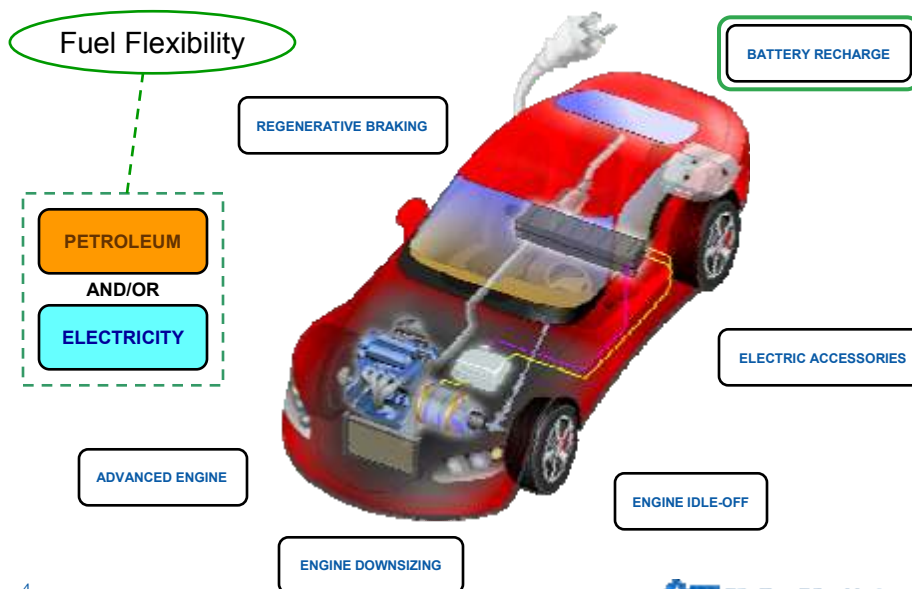 Fuel Flexibility
BATTERY RECHARGE
REGENERATIVE BRAKING
PETROLEUM
AND/OR
ELECTRICITY
ELECTRIC ACCESSORIES
ADVANCED ENGINE
ENGINE IDLE-OFF
ENGINE DOWNSIZING